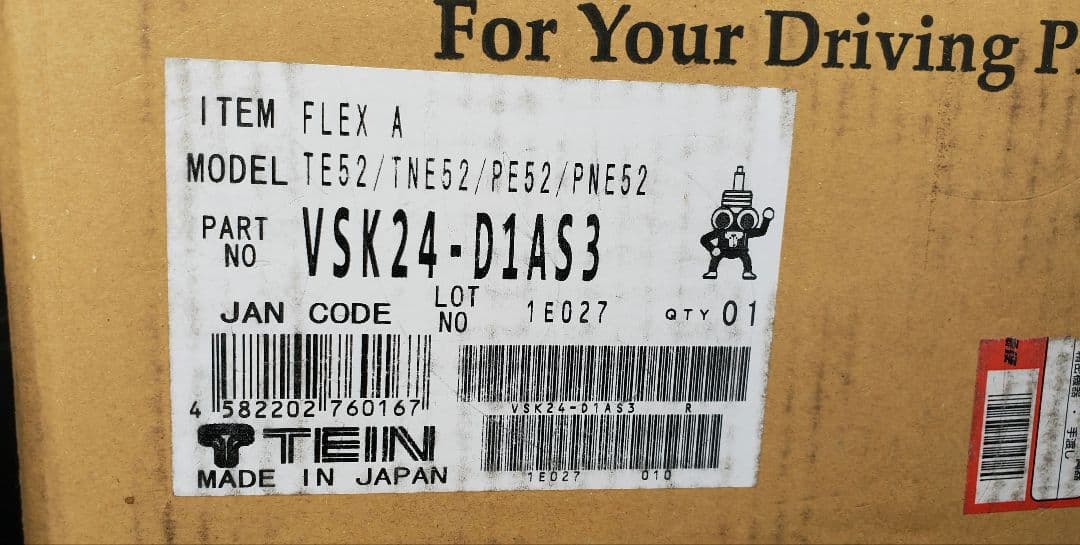 For Your Driving P
ITEM FLEX A
MODEL TE52/TNE52/PE52/PNE52
PART NO VSK24-D1AS3
JAN CODE LOT NO 1E027 QTY 01
4 582202 760167
VSK24-D1AS3 R
TEIN
MADE IN JAPAN
1E027 010